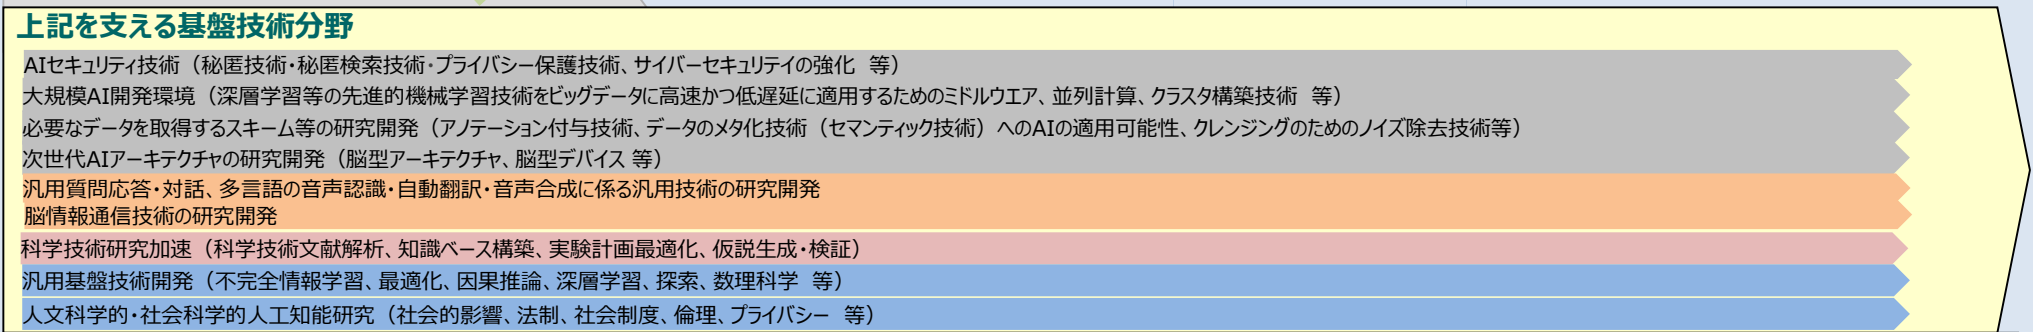 上記を支える基盤技術分野
AIセキュリティ技術（秘匿技術・秘匿検索技術・プライバシー保護技術、サイバーセキュリテイの強化　等）
大規模AI開発環境（深層学習等の先進的機械学習技術をビッグデータに高速かつ低遅延に適用するためのミドルウエア、並列計算、クラスタ構築技術　等）
必要なデータを取得するスキーム等の研究開発（アノテーション付与技術、データのメタ化技術（セマンティック技術）へのAIの適用可能性、クレンジングのためのノイズ除去技術等）
次世代AIアーキテクチャの研究開発（脳型アーキテクチャ、脳型デバイス 等）
汎用質問応答・対話、多言語の音声認識・自動翻訳・音声合成に係る汎用技術の研究開発
脳情報通信技術の研究開発
科学技術研究加速（科学技術文献解析、知識ベース構築、実験計画最適化、仮説生成・検証）
汎用基盤技術開発（不完全情報学習、最適化、因果推論、深層学習、探索、数理科学　等）
人文科学的・社会科学的人工知能研究（社会的影響、法制、社会制度、倫理、プライバシー　等）